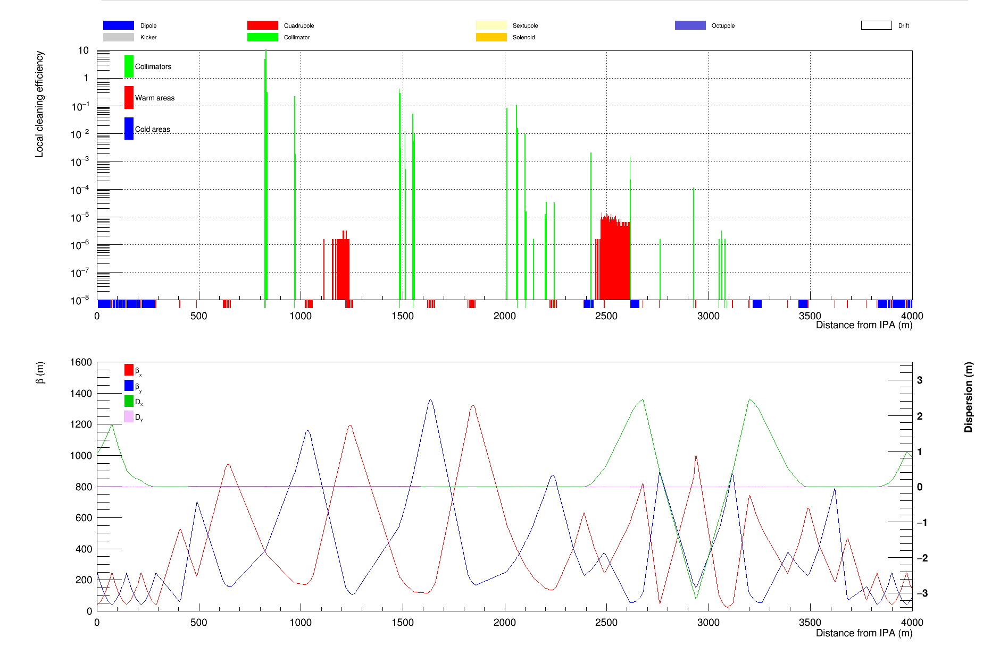 Dipole Quadrupole Sextupole Octupole Drift
Kicker Collimator Solenoid
Local cleaning efficiency
10
1
10⁻¹
10⁻²
10⁻³
10⁻⁴
10⁻⁵
10⁻⁶
10⁻⁷
10⁻⁸
Collimators
Warm areas
Cold areas
0 500 1000 1500 2000 2500 3000 3500 4000
Distance from IPA (m)
β (m)
1600
1400
1200
1000
800
600
400
200
0
βx
βy
Dx
Dy
3
2
1
0
−1
−2
−3
Dispersion (m)
0 500 1000 1500 2000 2500 3000 3500 4000
Distance from IPA (m)